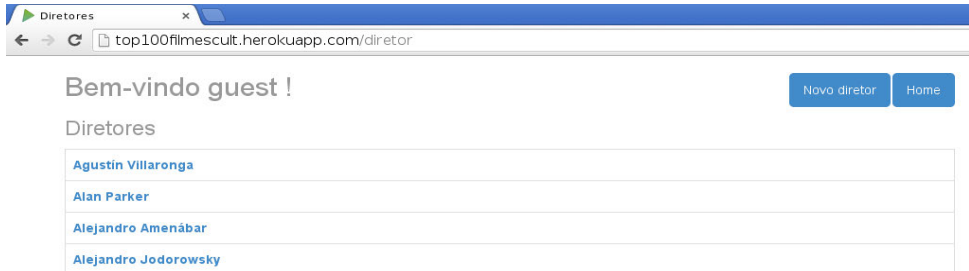 Diretores
top100filmescult.herokuapp.com/diretor
Bem-vindo guest !
Novo diretor Home
Diretores
Agustín Villaronga
Alan Parker
Alejandro Amenábar
Alejandro Jodorowsky